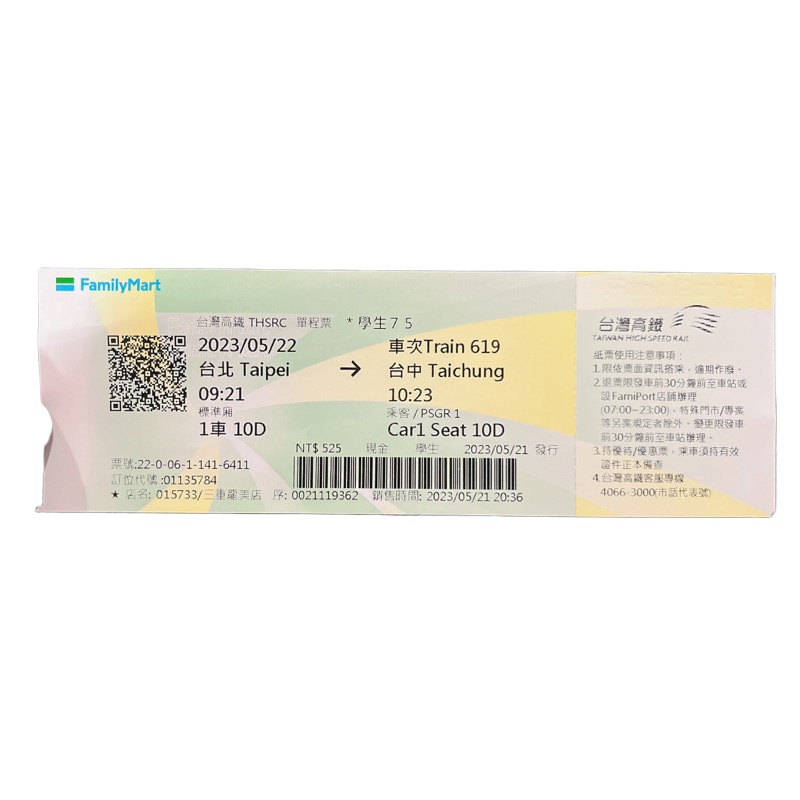 FamilyMart
台灣高鐵 THSRC 單程票 *學生75
2023/05/22 車次Train 619
台北 Taipei → 台中 Taichung
09:21 10:23
標準廂 乘客 / PSGR 1
1車 10D Car1 Seat 10D
NT$ 525 現金 學生 2023/05/21 發行
票號:22-0-06-1-141-6411
訂位代號:01135784
★ 店名: 015733/三重龍美店 序: 0021119362 銷售時間: 2023/05/21 20:36
台灣高鐵
TAIWAN HIGH SPEED RAIL
紙票使用注意事項:
1.限依票面資訊搭乘,逾期作廢。
2.退票限發車前30分鐘前至車站或
設FamiPort店舖辦理
(07:00~23:00),特殊門市/專案
等另案規定者除外。變更限發車
前30分鐘前至車站辦理。
3.持優待/優惠票,乘車須持有效
證件正本備查
4.台灣高鐵客服專線
4066-3000(市話代表號)